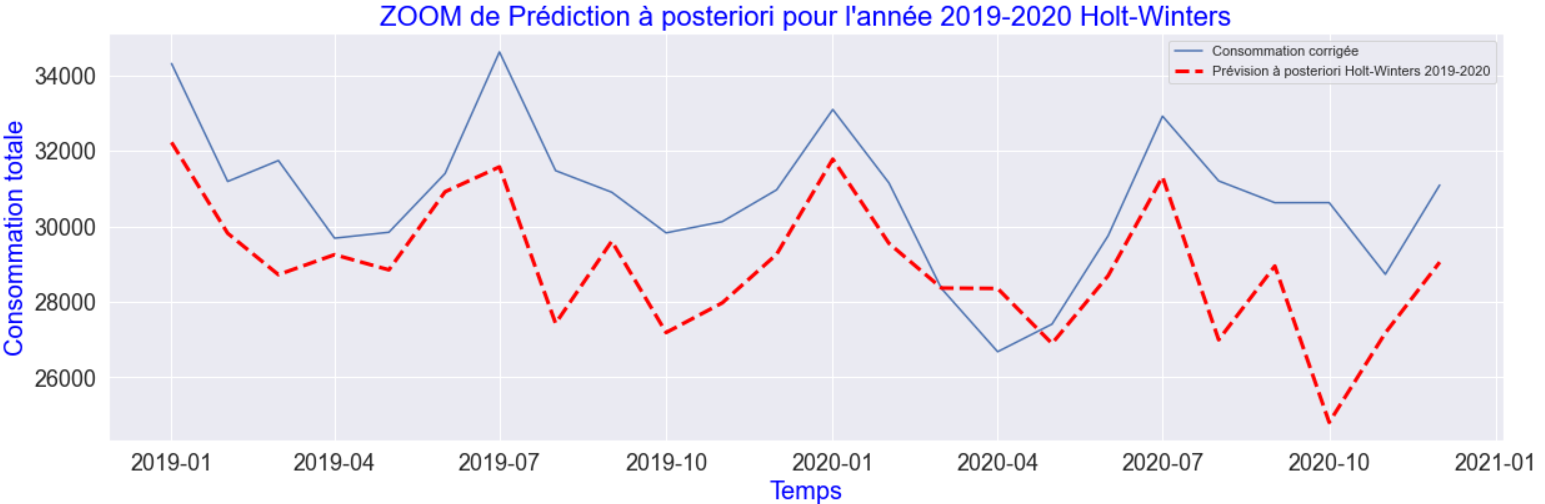 ZOOM de Prédiction à posteriori pour l'année 2019-2020 Holt-Winters
Consommation corrigée
Prévision à posteriori Holt-Winters 2019-2020
Consommation totale
34000
32000
30000
28000
26000
2019-01 2019-04 2019-07 2019-10 2020-01 2020-04 2020-07 2020-10 2021-01
Temps